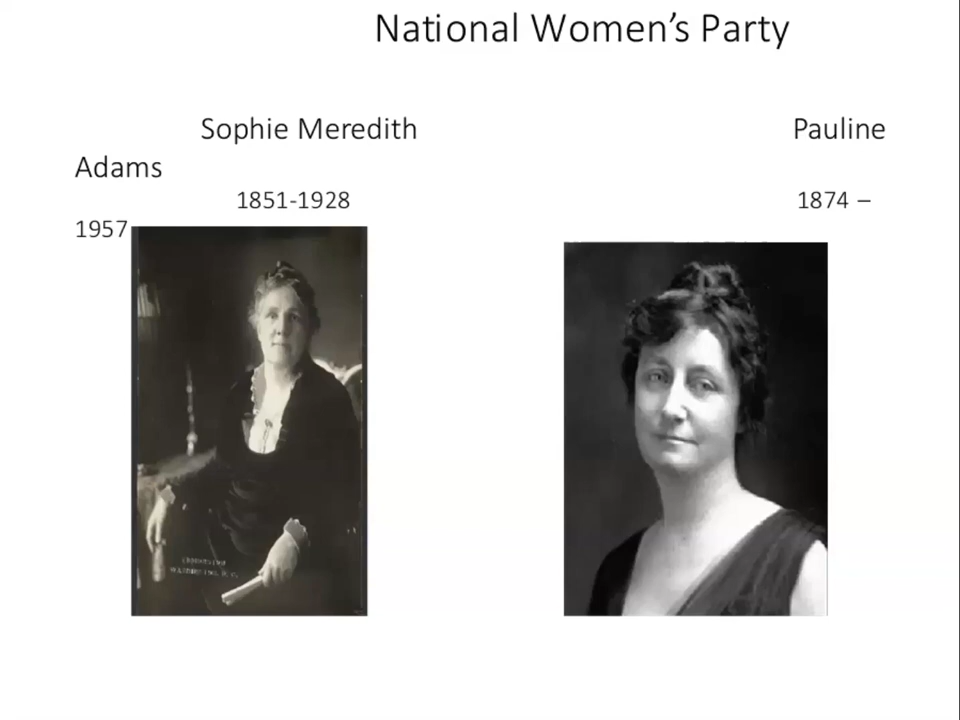 National Women’s Party
Sophie Meredith Pauline
Adams
1851-1928 1874 –
1957